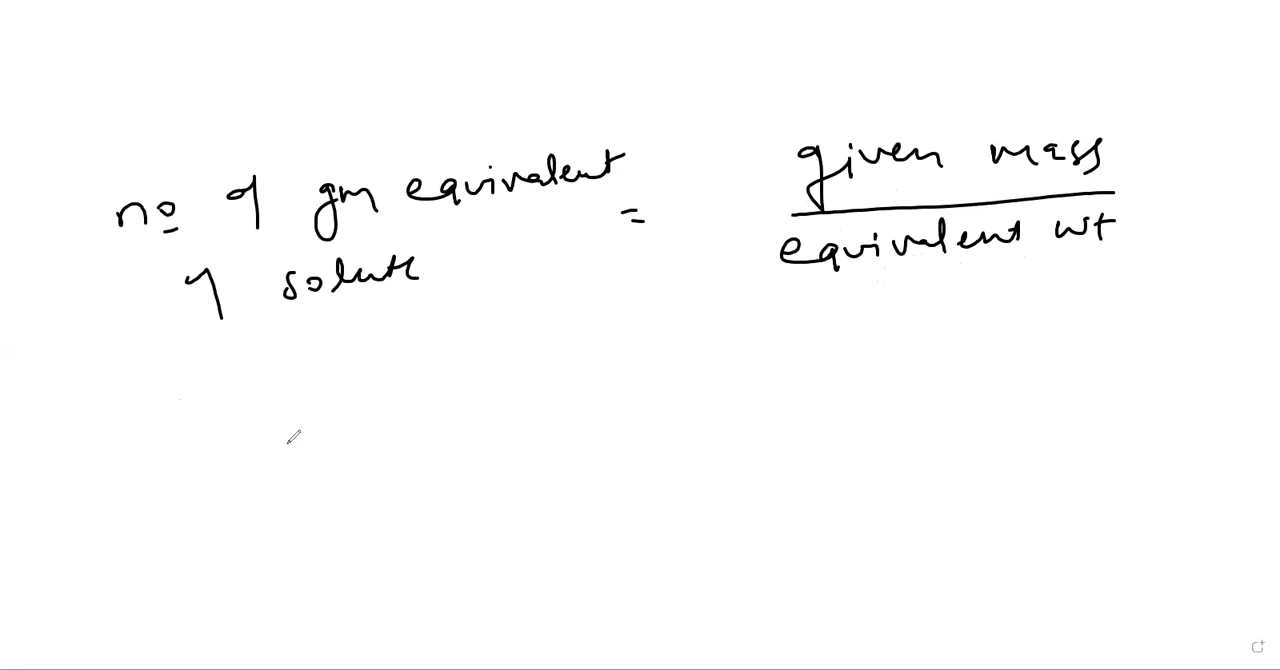 no of gm equivalent = given mass / equivalent wt
of solute